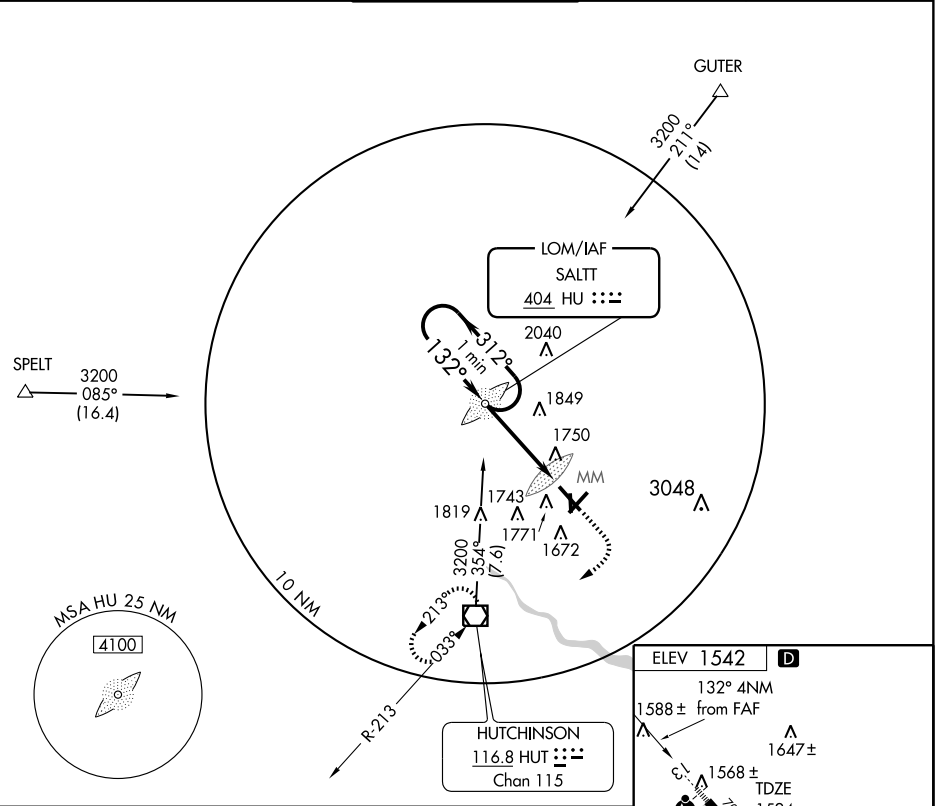 GUTER
3200
211°
(14)
LOM/IAF
SALTT
404 HU
2040
312°
1 min
132°
SPELT
3200
085°
(16.4)
1849
1750
MM
3048
1743
1819
1771
1672
3200
354°
(7.6)
10 NM
213°
033°
MSA HU 25 NM
4100
R-213
HUTCHINSON
116.8 HUT
Chan 115
ELEV 1542 D
132° 4NM
from FAF
1588 ±
1647 ±
1568 ±
TDZE
13